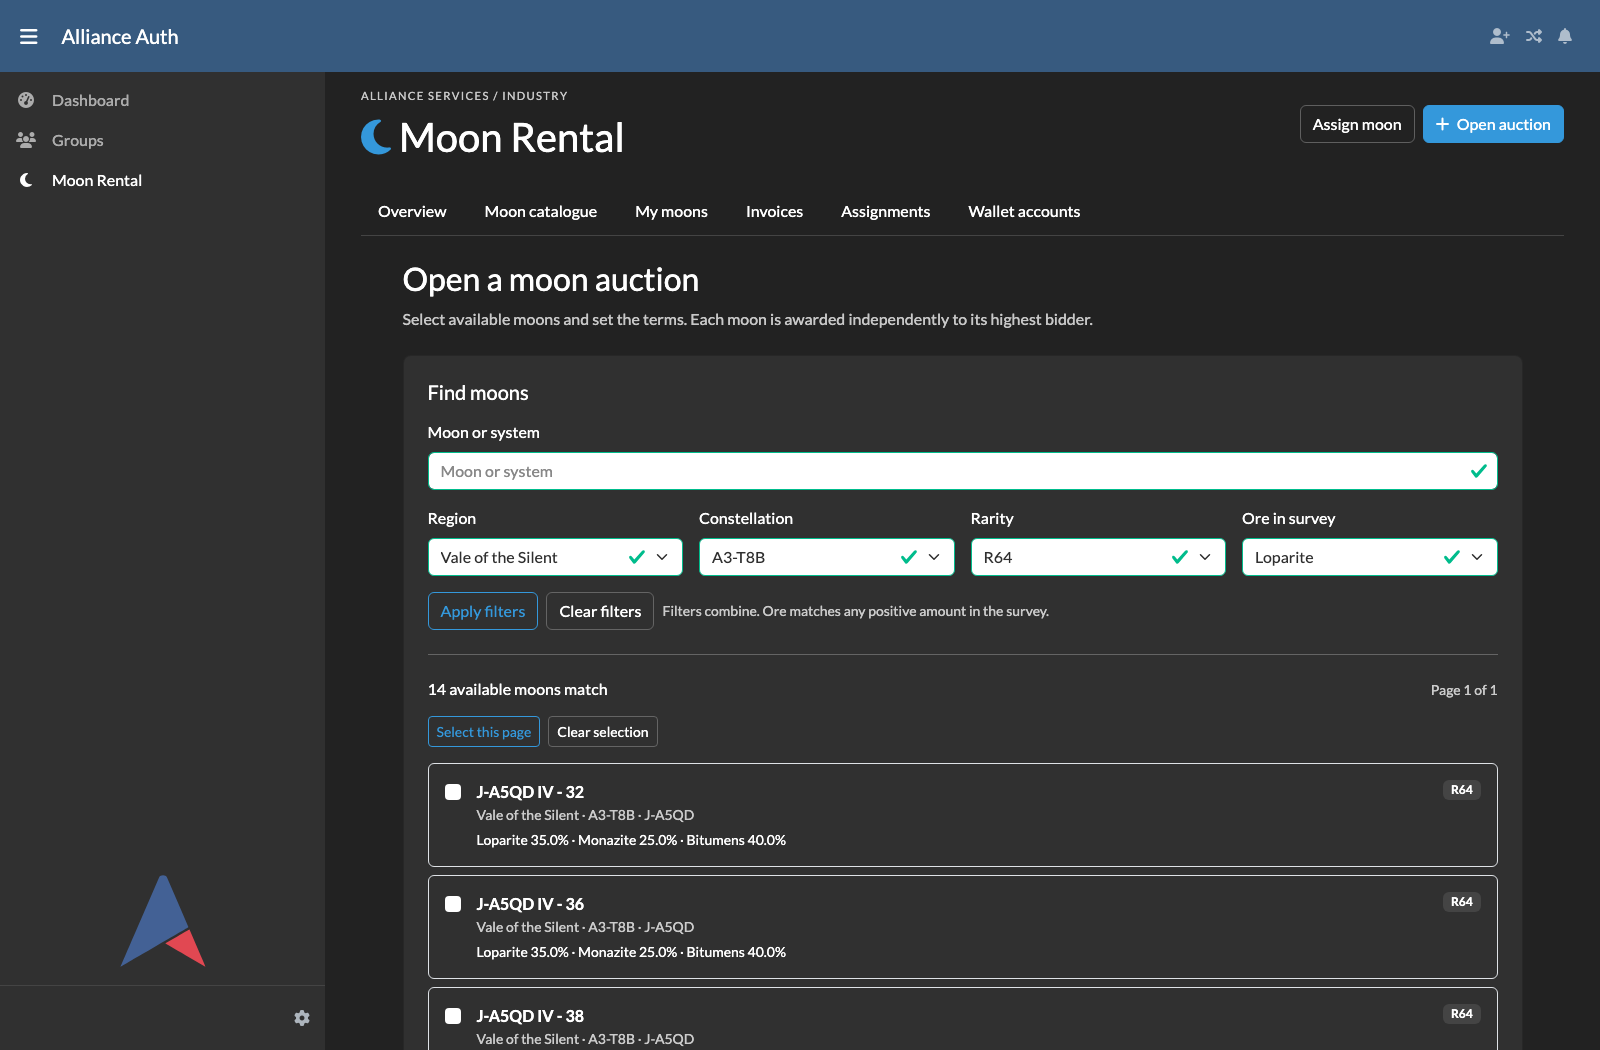 Alliance Auth
Dashboard
Groups
Moon Rental
ALLIANCE SERVICES / INDUSTRY
Moon Rental
Assign moon
Open auction
Overview
Moon catalogue
My moons
Invoices
Assignments
Wallet accounts
Open a moon auction
Select available moons and set the terms. Each moon is awarded independently to its highest bidder.
Find moons
Moon or system
Moon or system
Region
Constellation
Rarity
Ore in survey
Vale of the Silent
A3-T8B
R64
Loparite
Apply filters
Clear filters
Filters combine. Ore matches any positive amount in the survey.
14 available moons match
Page 1 of 1
Select this page
Clear selection
J-A5QD IV - 32
R64
Vale of the Silent · A3-T8B · J-A5QD
Loparite 35.0% · Monazite 25.0% · Bitumens 40.0%
J-A5QD IV - 36
R64
Vale of the Silent · A3-T8B · J-A5QD
Loparite 35.0% · Monazite 25.0% · Bitumens 40.0%
J-A5QD IV - 38
R64
Vale of the Silent · A3-T8B · J-A5QD